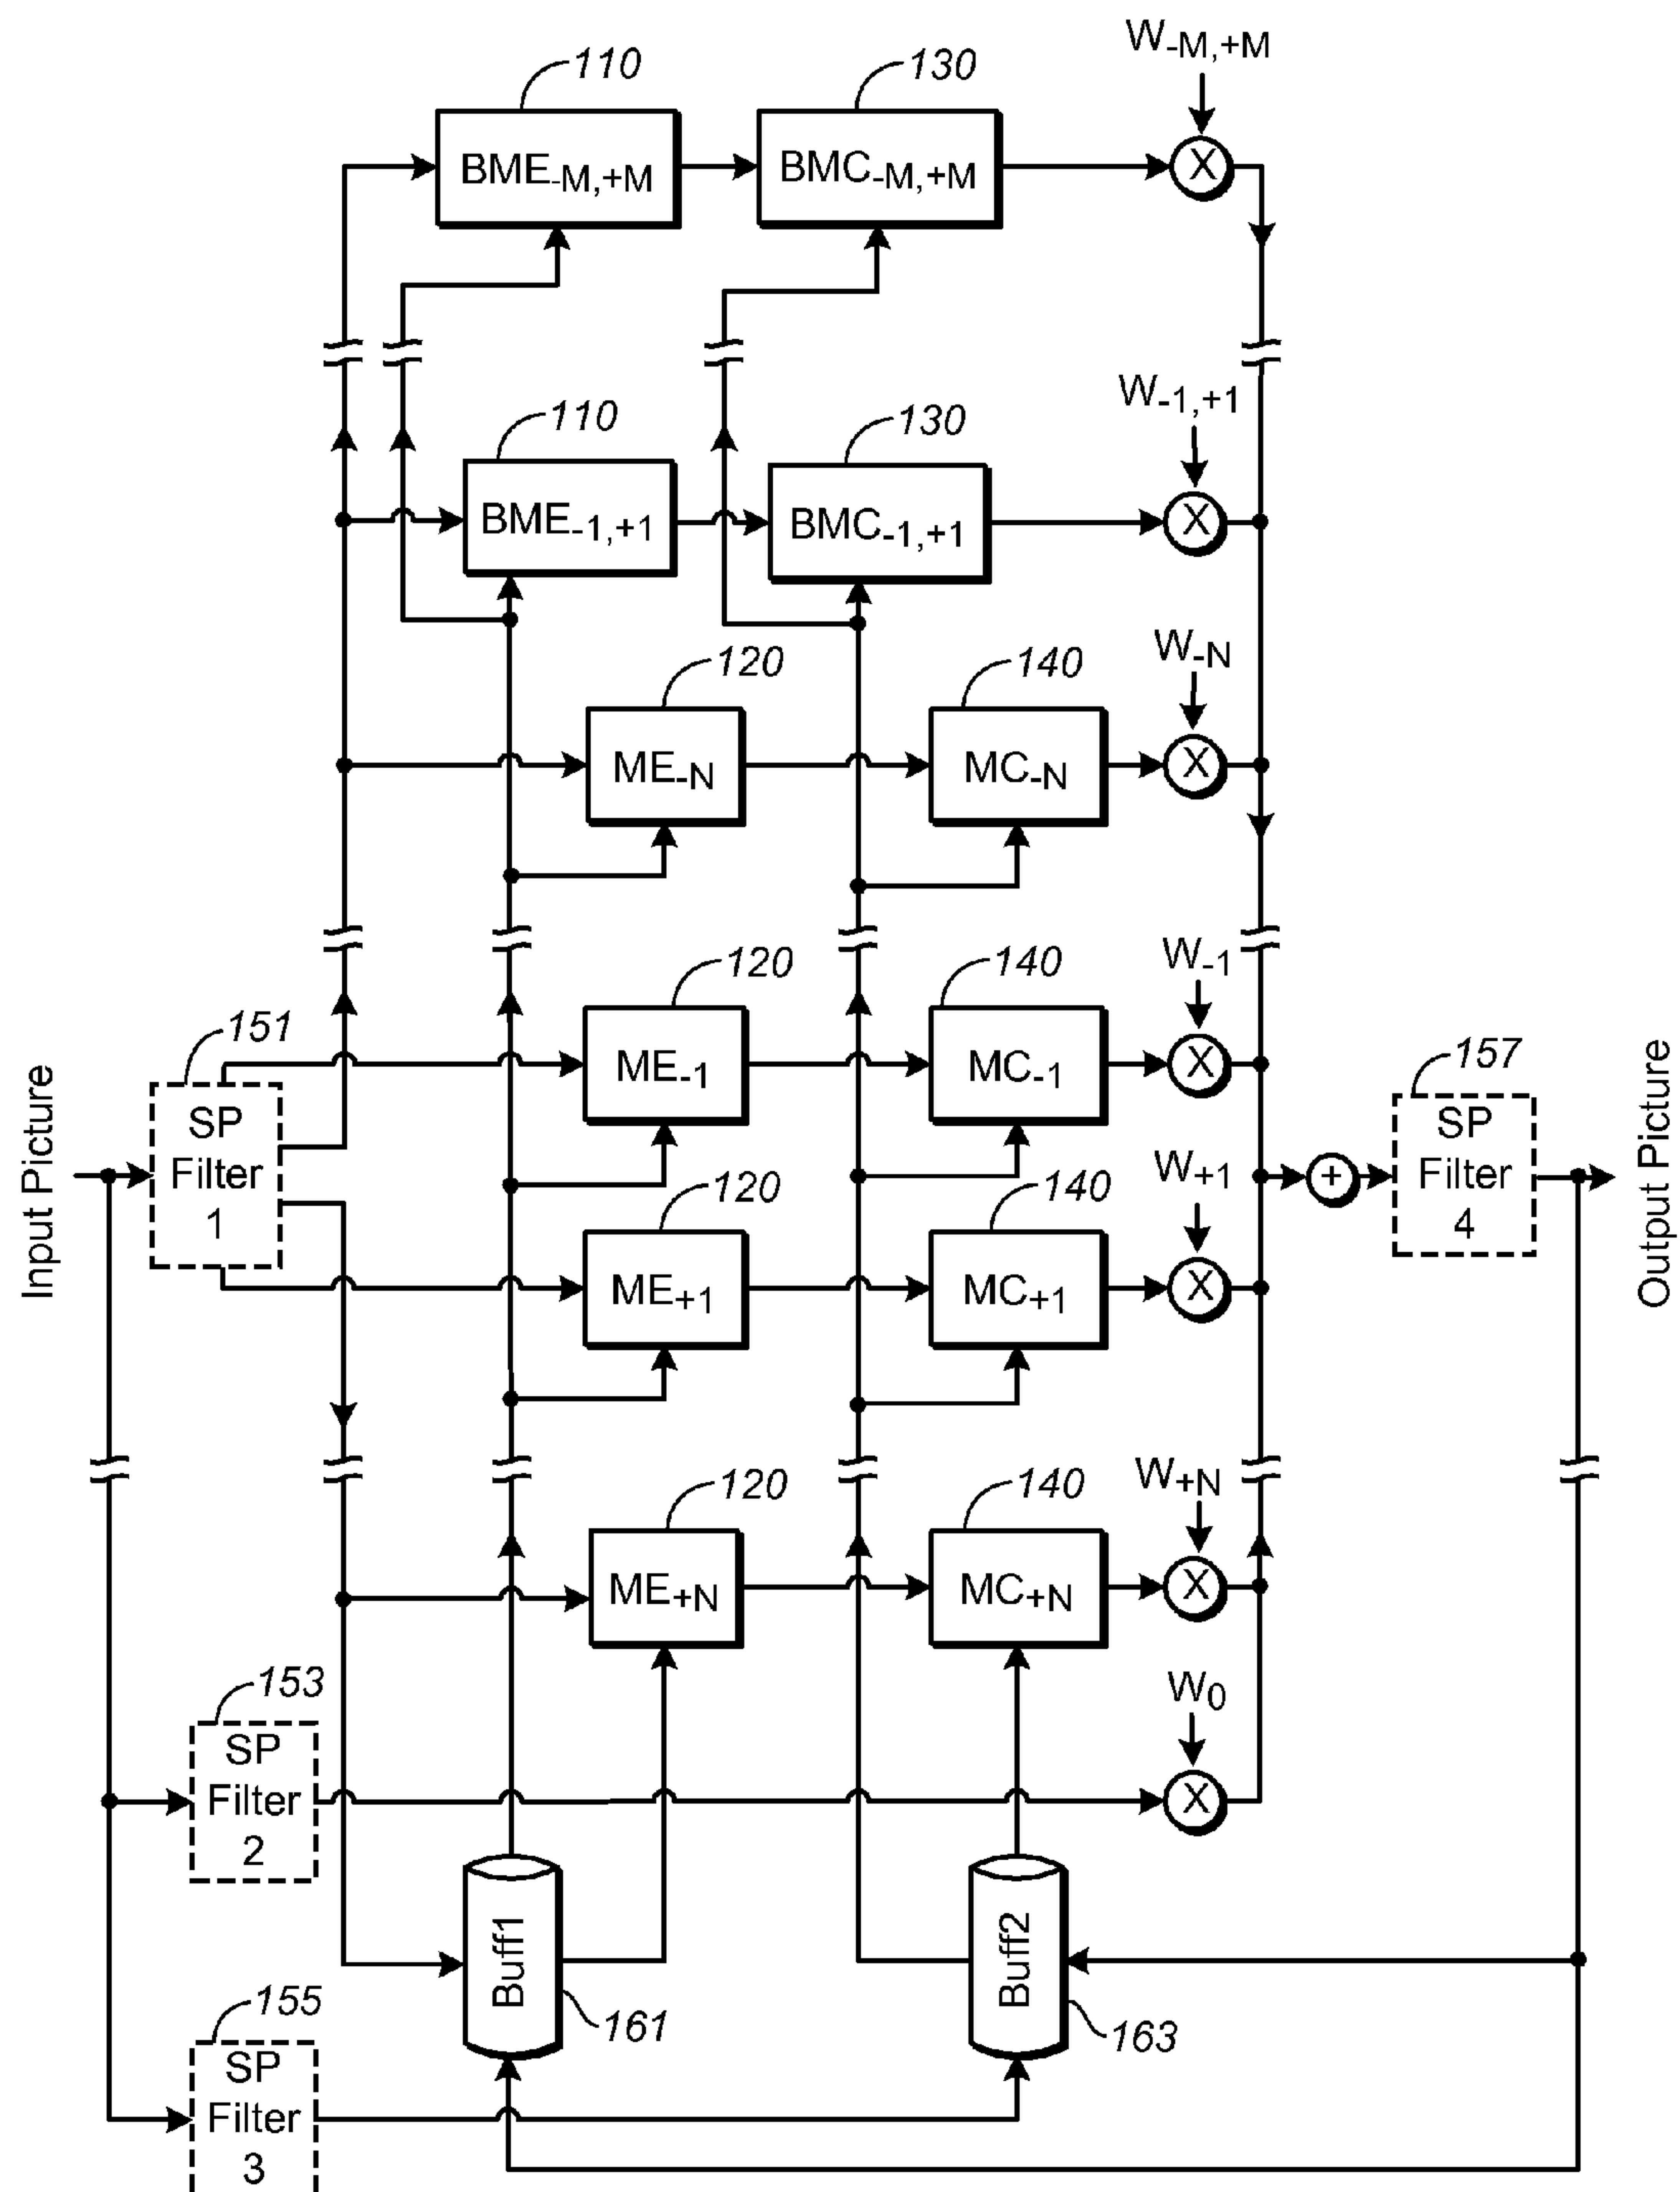 W-M,+M
110
130
BME-M,+M
BMC-M,+M
X
W-1,+1
110
130
BME-1,+1
BMC-1,+1
X
W-N
120
140
ME-N
MC-N
X
W-1
120
140
151
ME-1
MC-1
X
157
Input Picture
SP
Filter
1
W+1
120
140
+
SP
Filter
4
Output Picture
ME+1
MC+1
X
W+N
120
140
ME+N
MC+N
X
W0
153
SP
Filter
2
X
Buff1
161
Buff2
163
155
SP
Filter
3